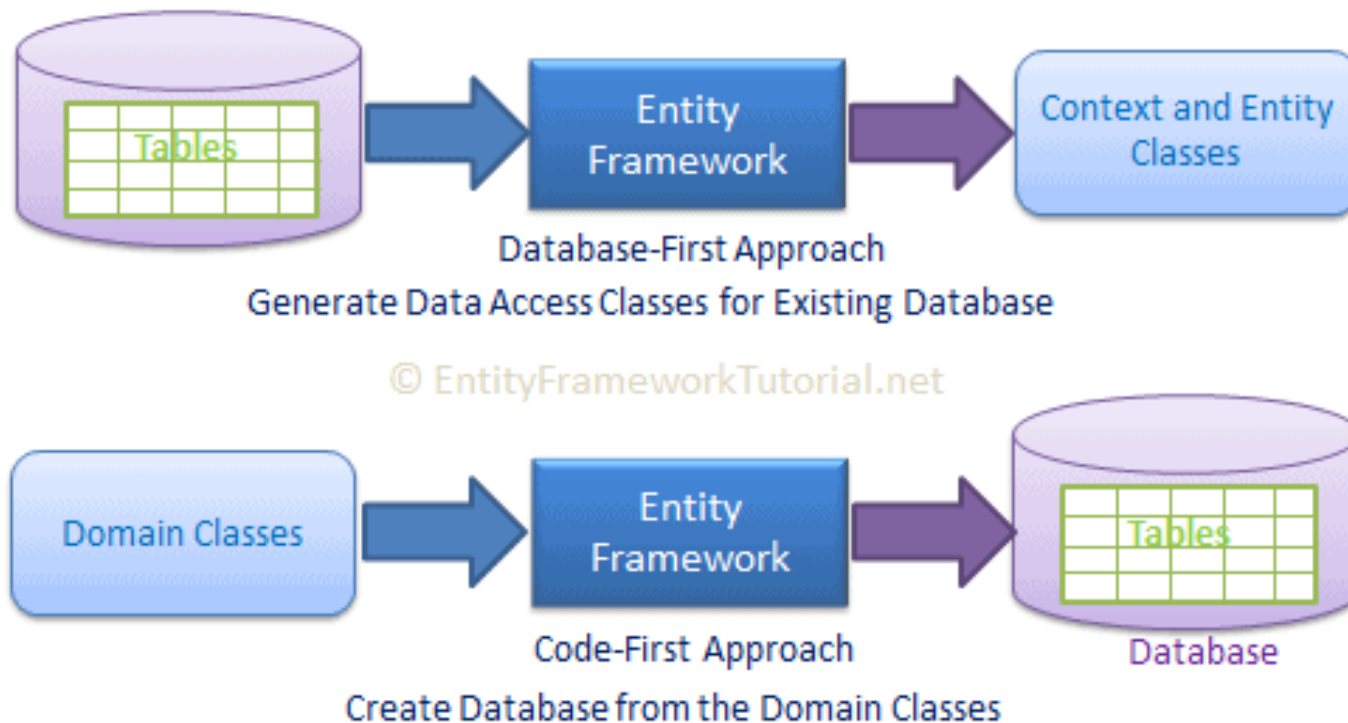 Tables
Entity
Framework
Context and Entity
Classes
Database-First Approach
Generate Data Access Classes for Existing Database
© EntityFrameworkTutorial.net
Domain Classes
Entity
Framework
Tables
Code-First Approach
Database
Create Database from the Domain Classes